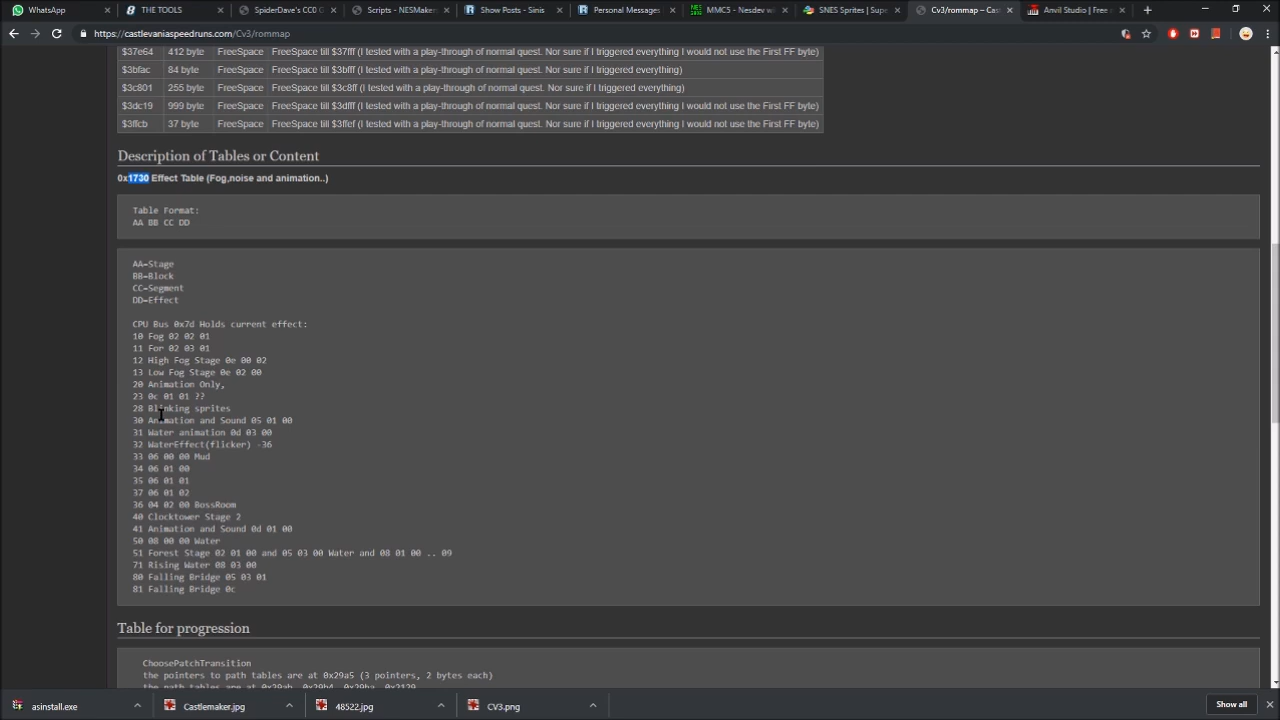 WhatsApp
THE TOOLS
SpiderDave's CC0 G
Scripts - NESMaker
Show Posts - Sinis
Personal Messages
MMC5 - Nesdev w
SNES Sprites | Supe
Cv3/rommap – Castl
Anvil Studio | Free
https://castlevaniaspeedruns.com/Cv3/rommap
$37e64 412 byte FreeSpace FreeSpace till $37fff (I tested with a play-through of normal quest. Nor sure if I triggered everything I would not use the First FF byte)
$3bfac 84 byte FreeSpace FreeSpace till $3bfff (I tested with a play-through of normal quest. Nor sure if I triggered everything)
$3c801 255 byte FreeSpace FreeSpace till $3c8ff (I tested with a play-through of normal quest. Nor sure if I triggered everything)
$3dc19 999 byte FreeSpace FreeSpace till $3dfff (I tested with a play-through of normal quest. Nor sure if I triggered everything I would not use the First FF byte)
$3ffcb 37 byte FreeSpace FreeSpace till $3ffef (I tested with a play-through of normal quest. Nor sure if I triggered everything I would not use the First FF byte)
Description of Tables or Content
0x1730 Effect Table (Fog,noise and animation..)
Table Format:
AA BB CC DD
AA=Stage
BB=Block
CC=Segment
DD=Effect
CPU Bus 0x7d Holds current effect:
10 Fog 02 02 01
11 For 02 03 01
12 High Fog Stage 0e 00 02
13 Low Fog Stage 0e 02 00
20 Animation Only,
23 0c 01 01 ??
28 Blinking sprites
30 Animation and Sound 05 01 00
31 Water animation 0d 03 00
32 WaterEffect(flicker) -36
33 06 00 00 Mud
34 06 01 00
35 06 01 01
37 06 01 02
36 04 02 00 BossRoom
40 Clocktower Stage 2
41 Animation and Sound 0d 01 00
50 08 00 00 Water
51 Forest Stage 02 01 00 and 05 03 00 Water and 08 01 00 .. 09
71 Rising Water 08 03 00
80 Falling Bridge 05 03 01
81 Falling Bridge 0c
Table for progression
ChoosePatchTransition
the pointers to path tables are at 0x29a5 (3 pointers, 2 bytes each)
the path tables are at 0x29ab, 0x29b4, 0x29ba, 0x2129
asinstall.exe
Castlemaker.jpg
48522.jpg
CV3.png
Show all